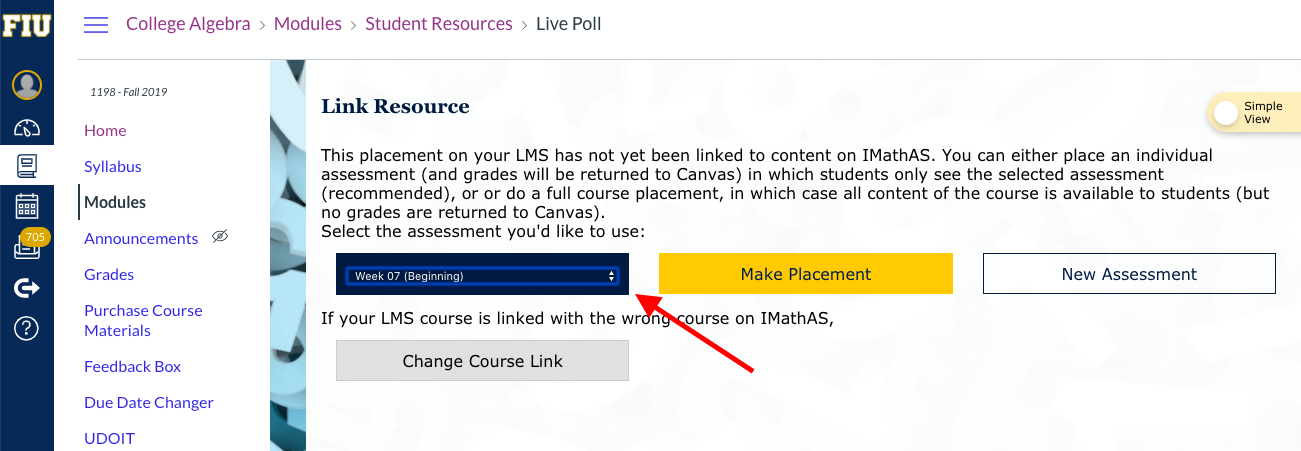 FIU
College Algebra > Modules > Student Resources > Live Poll
1198 - Fall 2019
Home
Syllabus
Modules
Announcements
Grades
Purchase Course
Materials
Feedback Box
Due Date Changer
UDOIT
705
Link Resource
Simple
View
This placement on your LMS has not yet been linked to content on IMathAS. You can either place an individual
assessment (and grades will be returned to Canvas) in which students only see the selected assessment
(recommended), or or do a full course placement, in which case all content of the course is available to students (but
no grades are returned to Canvas).
Select the assessment you'd like to use:
Week 07 (Beginning)
Make Placement
New Assessment
If your LMS course is linked with the wrong course on IMathAS,
Change Course Link